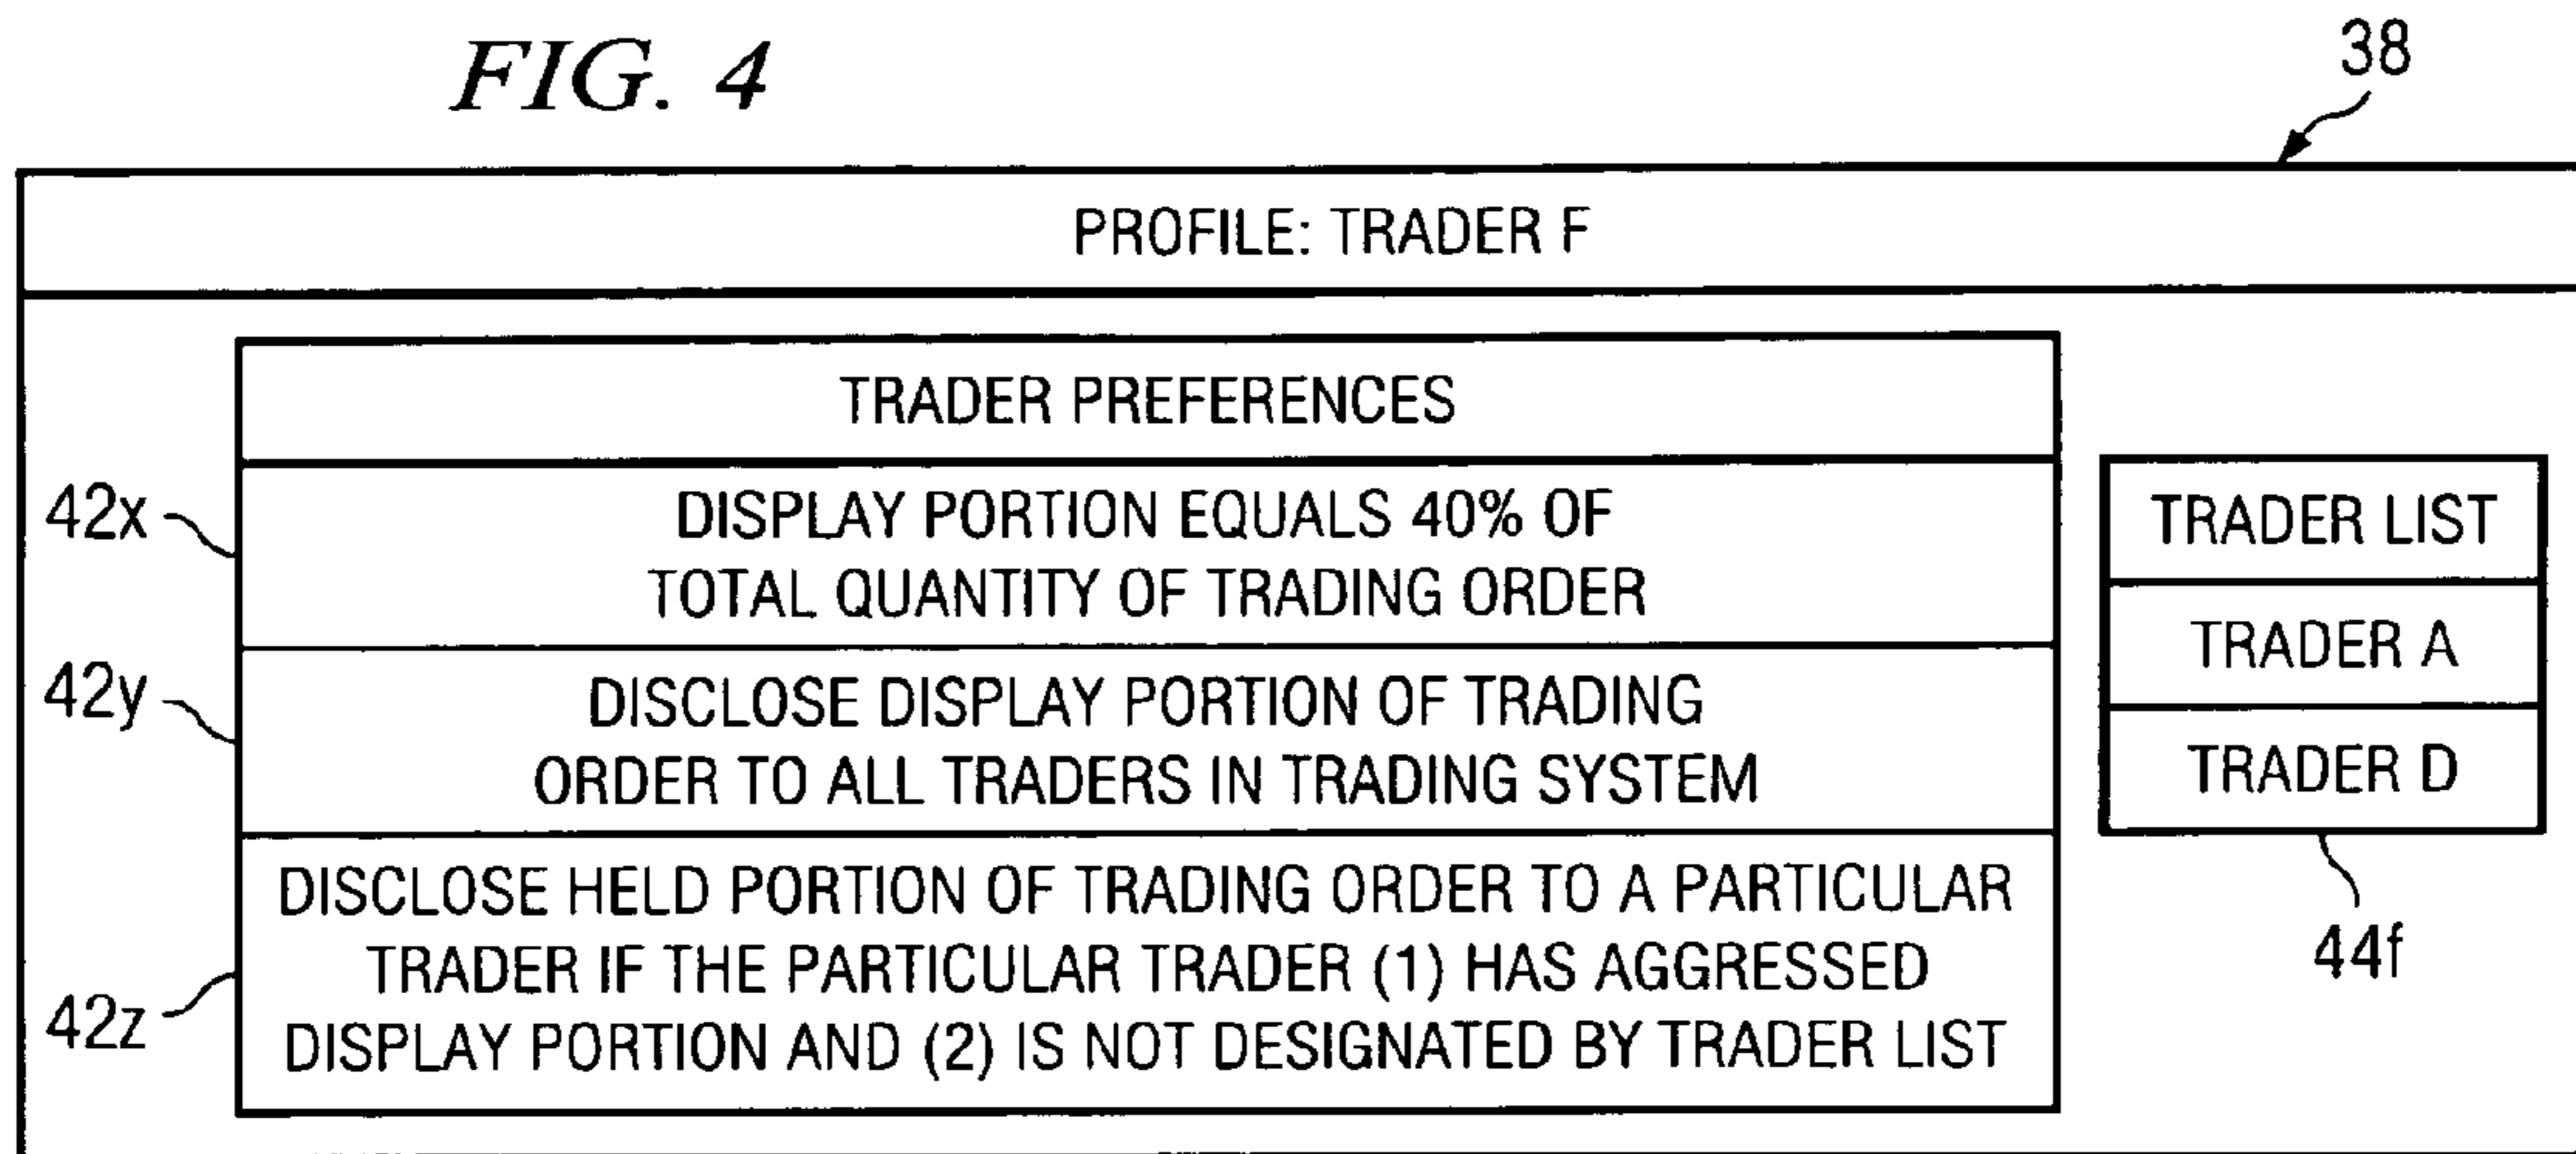 FIG. 4
38
PROFILE: TRADER F
TRADER PREFERENCES
42x
DISPLAY PORTION EQUALS 40% OF
TOTAL QUANTITY OF TRADING ORDER
42y
DISCLOSE DISPLAY PORTION OF TRADING
ORDER TO ALL TRADERS IN TRADING SYSTEM
42z
DISCLOSE HELD PORTION OF TRADING ORDER TO A PARTICULAR
TRADER IF THE PARTICULAR TRADER (1) HAS AGGRESSED
DISPLAY PORTION AND (2) IS NOT DESIGNATED BY TRADER LIST
TRADER LIST
TRADER A
TRADER D
44f